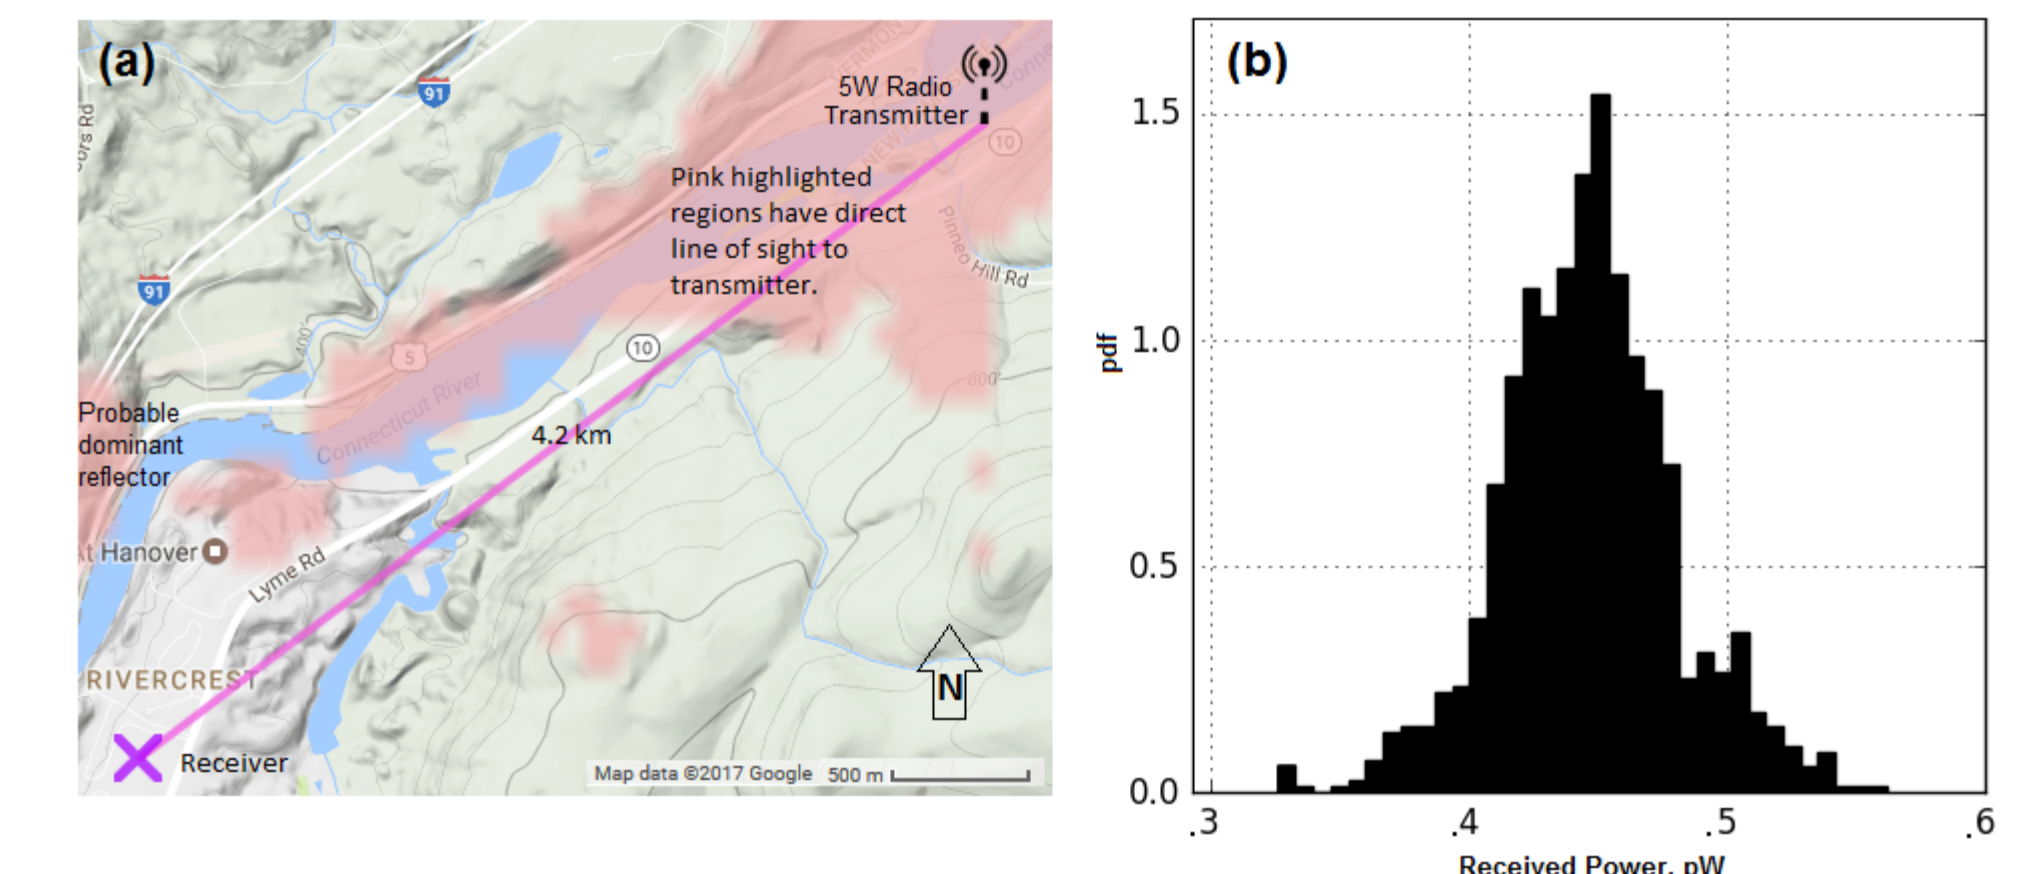 (a)
91
5W Radio
Transmitter
VERMONT
Conne
10
Pink highlighted
regions have direct
line of sight to
transmitter.
Pinneo Hill Rd
91
400'
5
10
800'
Probable
dominant
reflector
Connecticut River
4.2 km
At Hanover
Lyme Rd
RIVERCREST
N
Receiver
Map data ©2017 Google 500 m
(b)
pdf
1.5
1.0
0.5
0.0
.3 .4 .5 .6
Received Power, pW